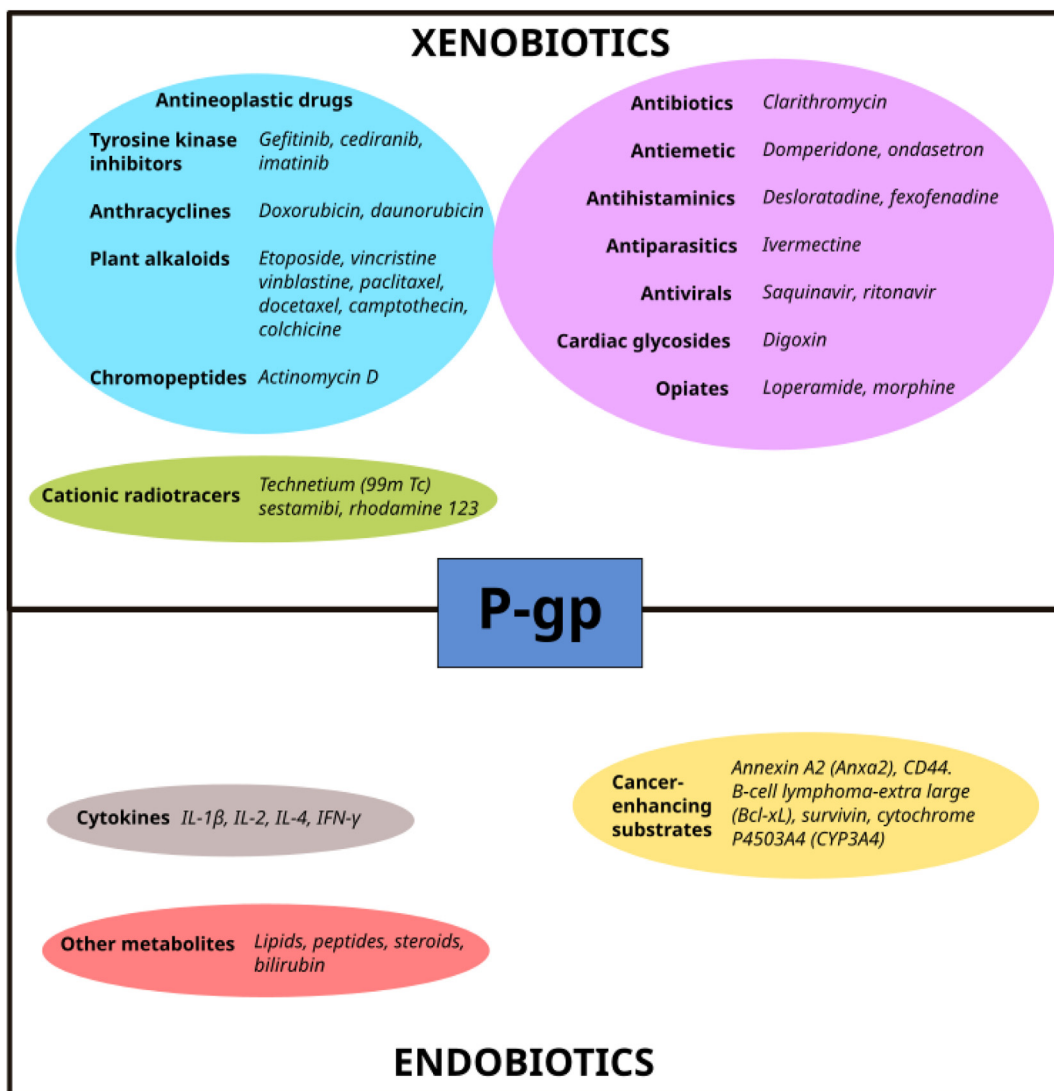 XENOBIOTICS
Antineoplastic drugs
Tyrosine kinase
inhibitors
Gefitinib, cediranib,
imatinib
Anthracyclines
Doxorubicin, daunorubicin
Plant alkaloids
Etoposide, vincristine
vinblastine, paclitaxel,
docetaxel, camptothecin,
colchicine
Chromopeptides
Actinomycin D
Antibiotics
Clarithromycin
Antiemetic
Domperidone, ondasetron
Antihistaminics
Desloratadine, fexofenadine
Antiparasitics
Ivermectine
Antivirals
Saquinavir, ritonavir
Cardiac glycosides
Digoxin
Opiates
Loperamide, morphine
Cationic radiotracers
Technetium (99m Tc)
sestamibi, rhodamine 123
P-gp
Cytokines
IL-1β, IL-2, IL-4, IFN-γ
Cancer-
enhancing
substrates
Annexin A2 (Anxa2), CD44.
B-cell lymphoma-extra large
(Bcl-xL), survivin, cytochrome
P4503A4 (CYP3A4)
Other metabolites
Lipids, peptides, steroids,
bilirubin
ENDOBIOTICS